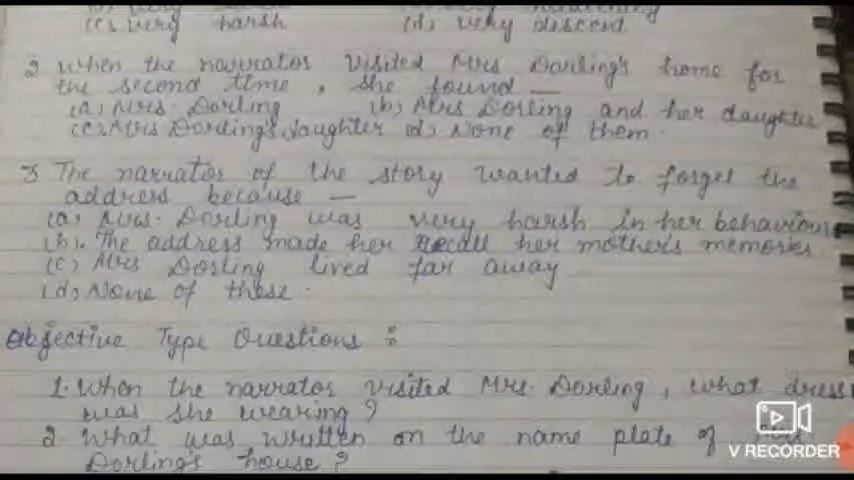 (c) very harsh (d) very discord
2 When the narrator visited Mrs Dorling's home for
the second time, she found —
(a) Mrs. Dorling (b) Mrs Dorling and her daughter
(c) Mrs Dorling's daughter (d) None of them.
3 The narrator of the story wanted to forget the
address because —
(a) Mrs. Dorling was very harsh in her behaviour
(b). The address made her recall her mother's memories
(c) Mrs Dorling lived far away
(d) None of these.
Objective Type Questions :
1. When the narrator visited Mrs. Dorling, what dress
was she wearing?
2 What was written on the name plate of Mrs
Dorling's house?
V RECORDER